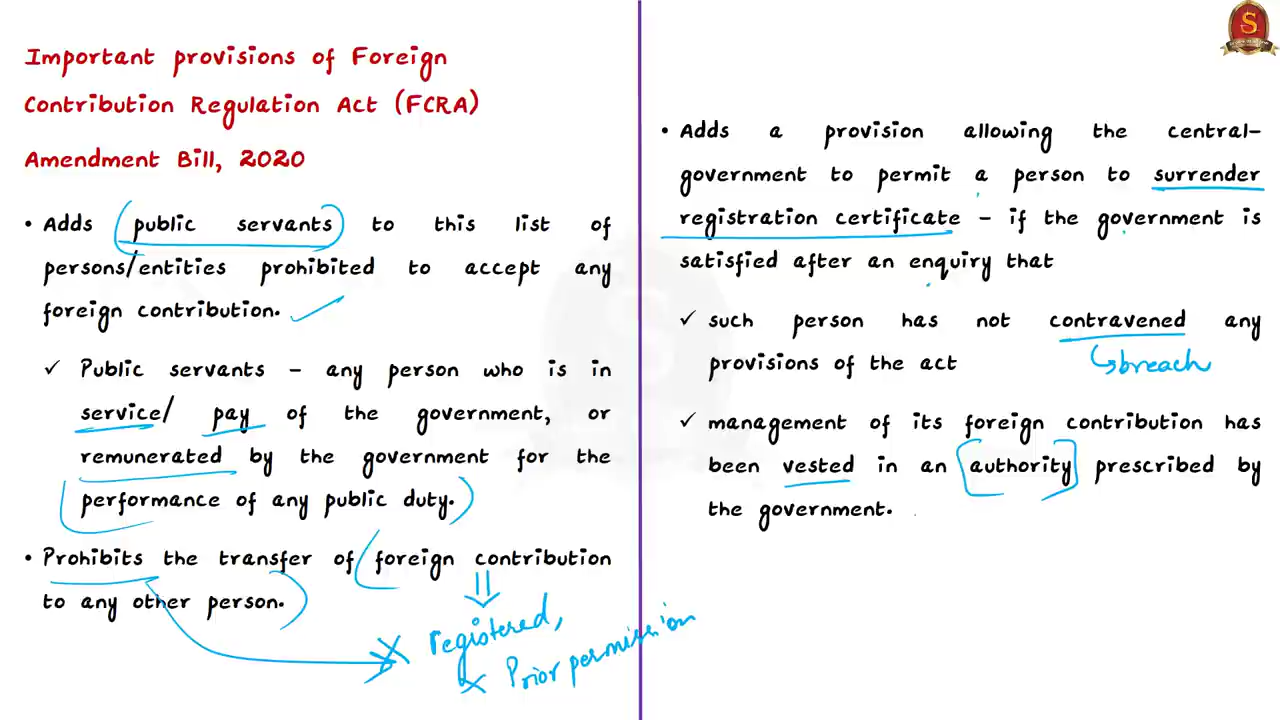 Important provisions of Foreign
Contribution Regulation Act (FCRA)
Amendment Bill, 2020
• Adds public servants to this list of
persons/entities prohibited to accept any
foreign contribution.
✓ Public servants - any person who is in
service/ pay of the government, or
remunerated by the government for the
performance of any public duty.
• Prohibits the transfer of foreign contribution
to any other person.
registered,
Prior permission
• Adds a provision allowing the central-
government to permit a person to surrender
registration certificate - if the government is
satisfied after an enquiry that
✓ such person has not contravened any
provisions of the act
breach
✓ management of its foreign contribution has
been vested in an authority prescribed by
the government.
S